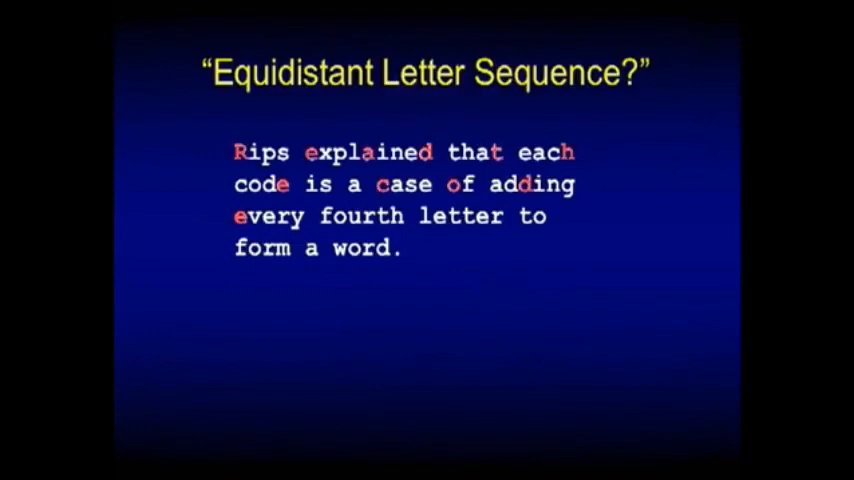 “Equidistant Letter Sequence?”
Rips explained that each
code is a case of adding
every fourth letter to
form a word.